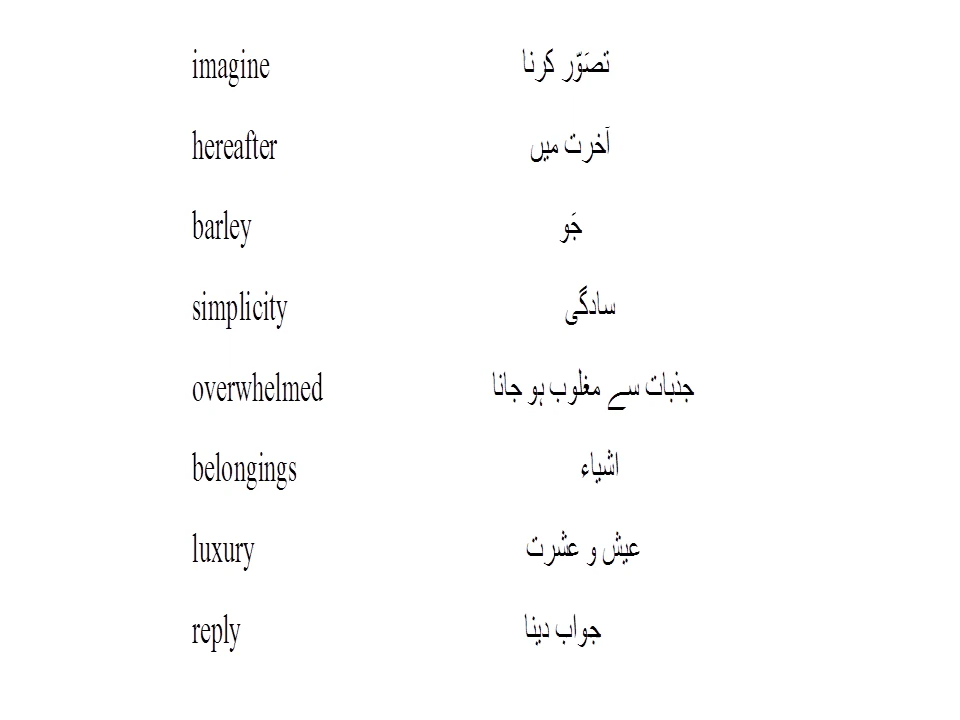 imagine تصَوّر کرنا
hereafter آخرت میں
barley جَو
simplicity سادگی
overwhelmed جذبات سے مغلوب ہو جانا
belongings اشیاء
luxury عیش و عشرت
reply جواب دینا